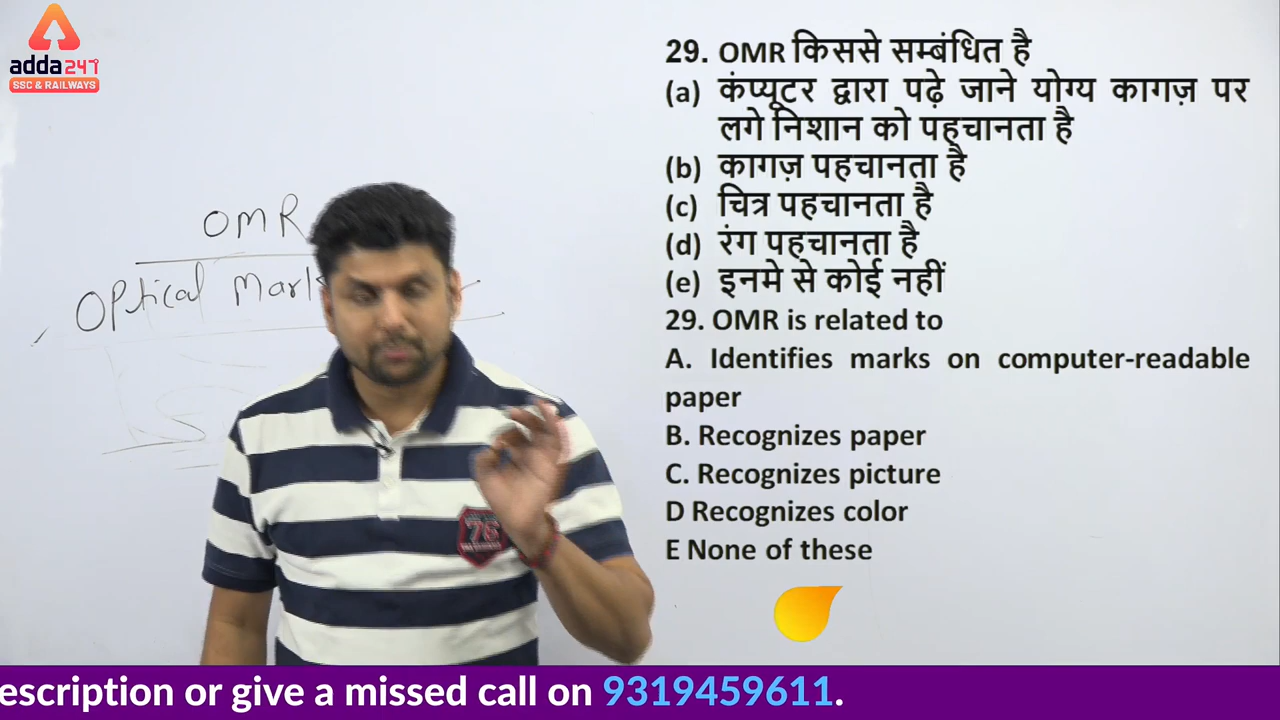 adda247
SSC & RAILWAYS
OMR
Optical Mark
29. OMR किससे सम्बंधित है
(a) कंप्यूटर द्वारा पढ़े जाने योग्य कागज़ पर
लगे निशान को पहचानता है
(b) कागज़ पहचानता है
(c) चित्र पहचानता है
(d) रंग पहचानता है
(e) इनमे से कोई नहीं
29. OMR is related to
A. Identifies marks on computer-readable
paper
B. Recognizes paper
C. Recognizes picture
D Recognizes color
E None of these
76
escription or give a missed call on 9319459611.